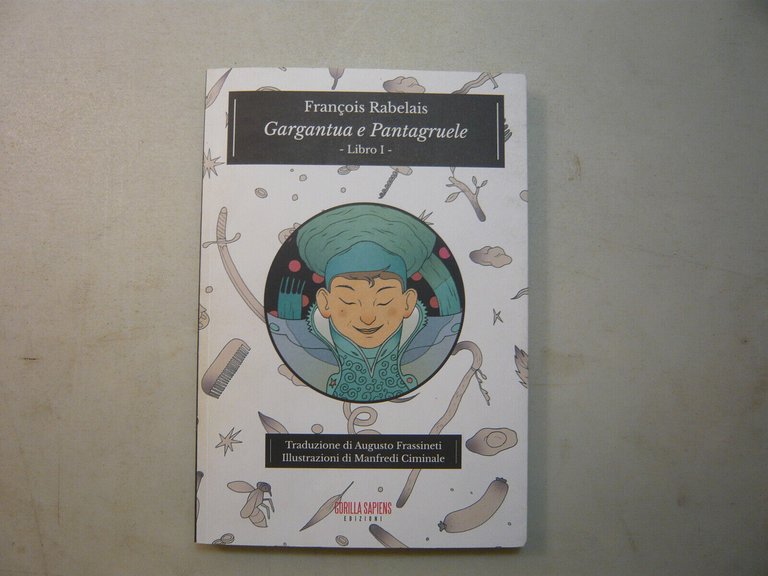 François Rabelais
Gargantua e Pantagruele
- Libro I -
Traduzione di Augusto Frassineti
Illustrazioni di Manfredi Ciminale
GORILLA SAPIENS
EDIZIONI